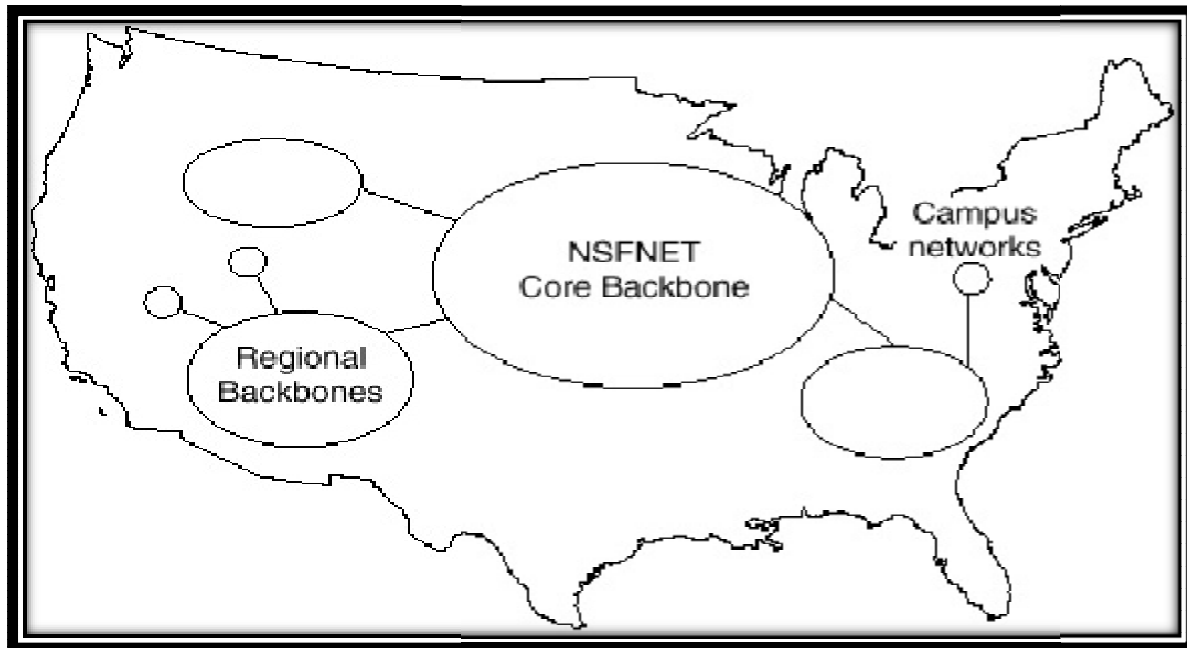 NSFNET
Core Backbone
Campus
networks
Regional
Backbones